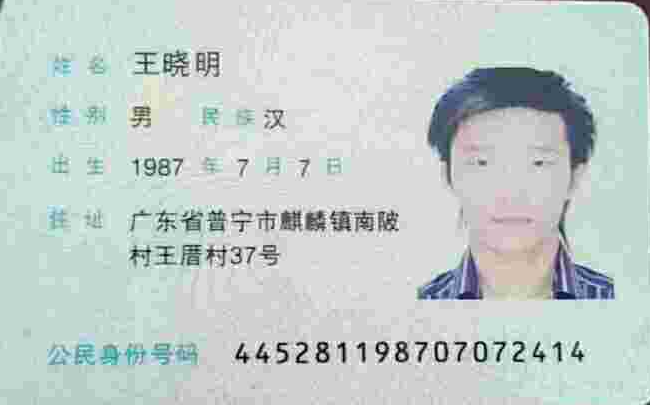 姓名 王晓明
性别 男 民族 汉
出生 1987 年 7 月 7 日
住址 广东省普宁市麒麟镇南陂
村王厝村37号
公民身份号码 445281198707072414